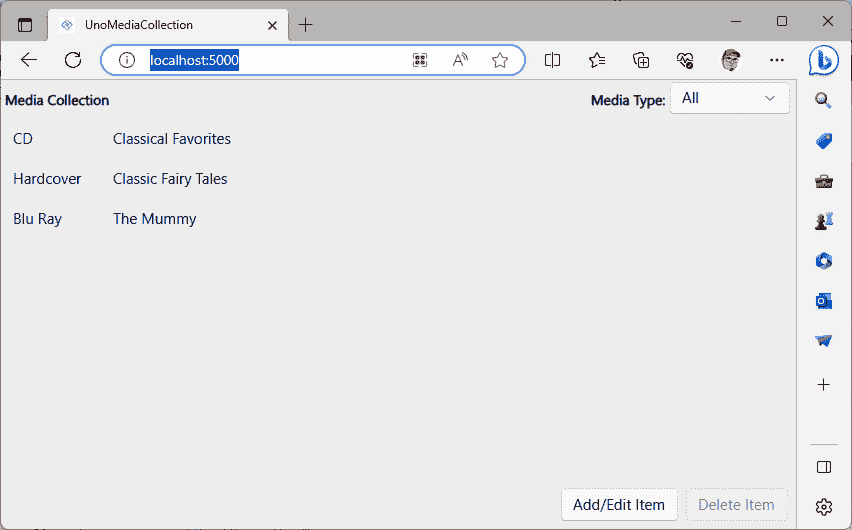 UnoMediaCollection
localhost:5000
Media Collection
Media Type: All
CD Classical Favorites
Hardcover Classic Fairy Tales
Blu Ray The Mummy
Add/Edit Item Delete Item